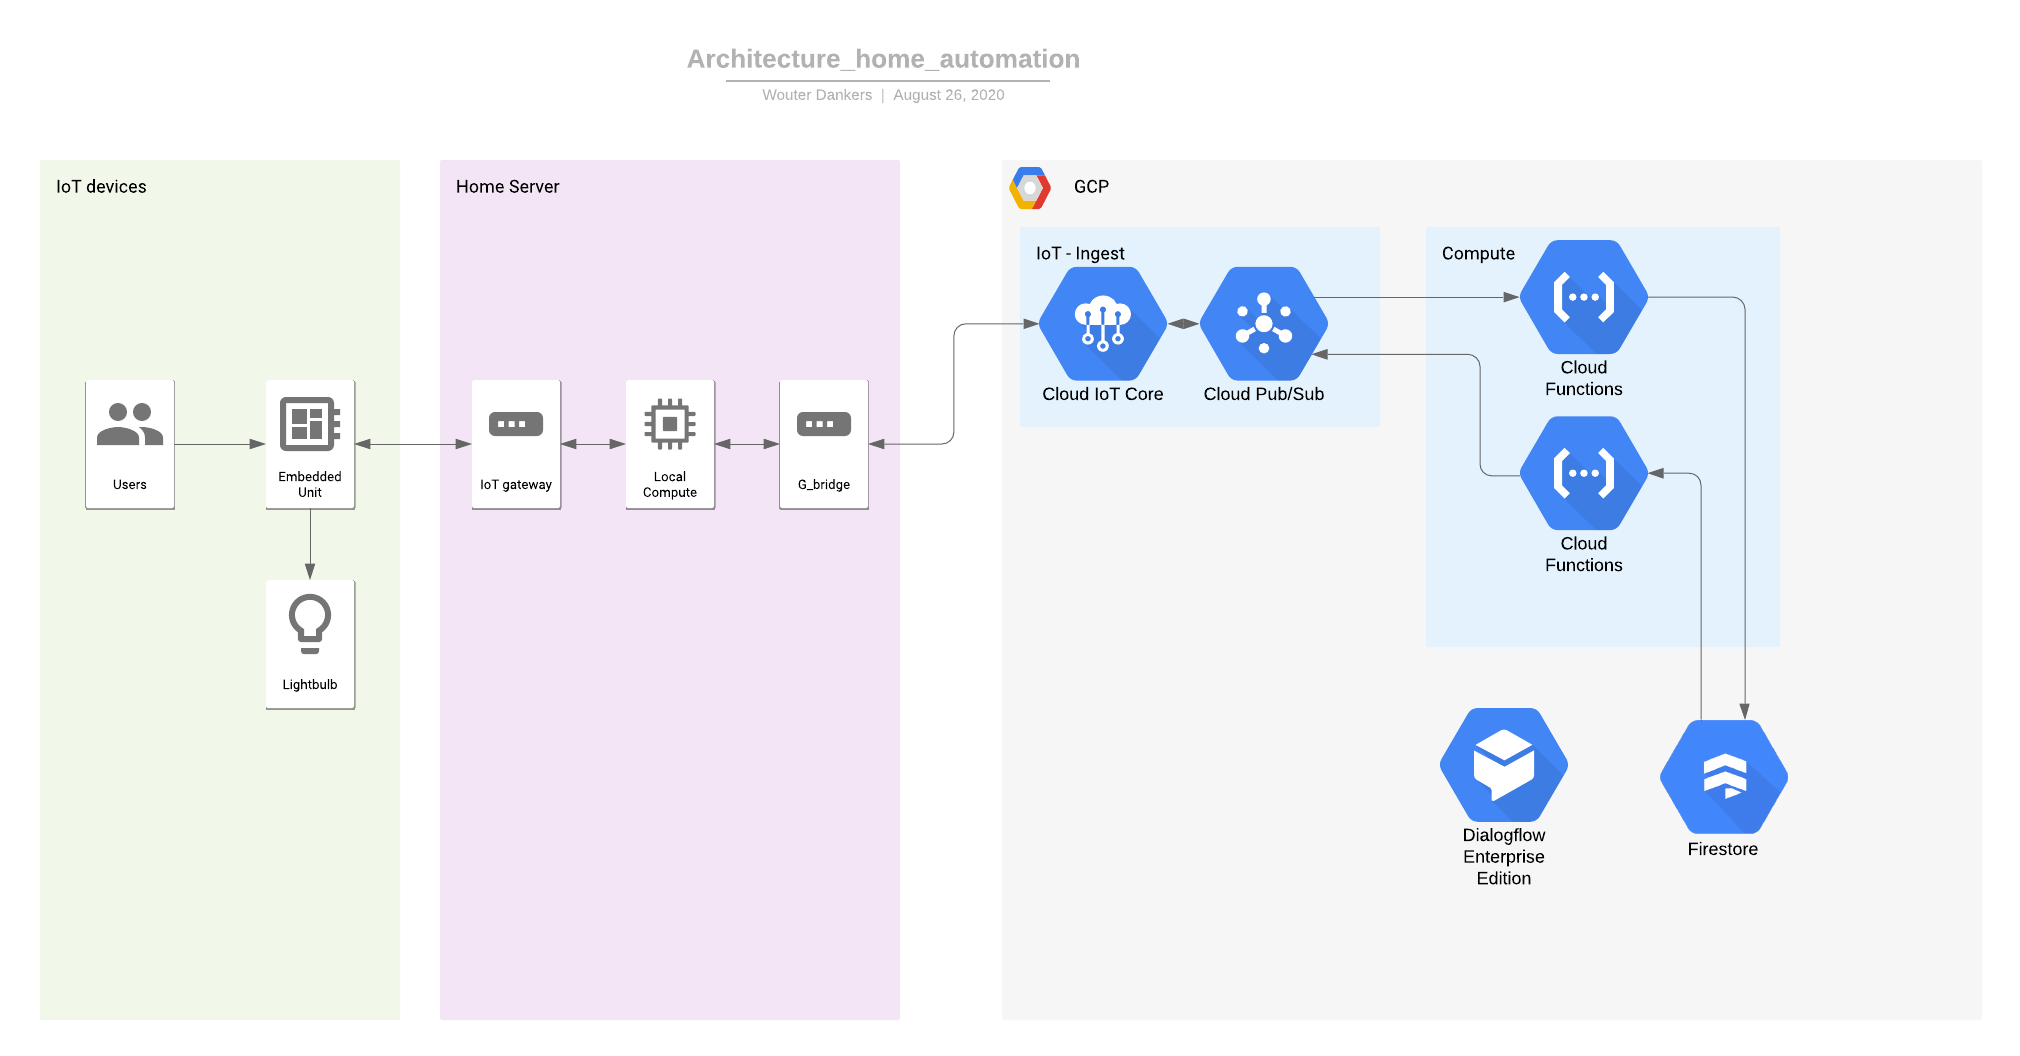 Architecture_home_automation
Wouter Dankers | August 26, 2020
IoT devices
Users
Embedded
Unit
Lightbulb
Home Server
IoT gateway
Local
Compute
G_bridge
GCP
IoT - Ingest
Cloud IoT Core
Cloud Pub/Sub
Compute
Cloud
Functions
Cloud
Functions
Dialogflow
Enterprise
Edition
Firestore